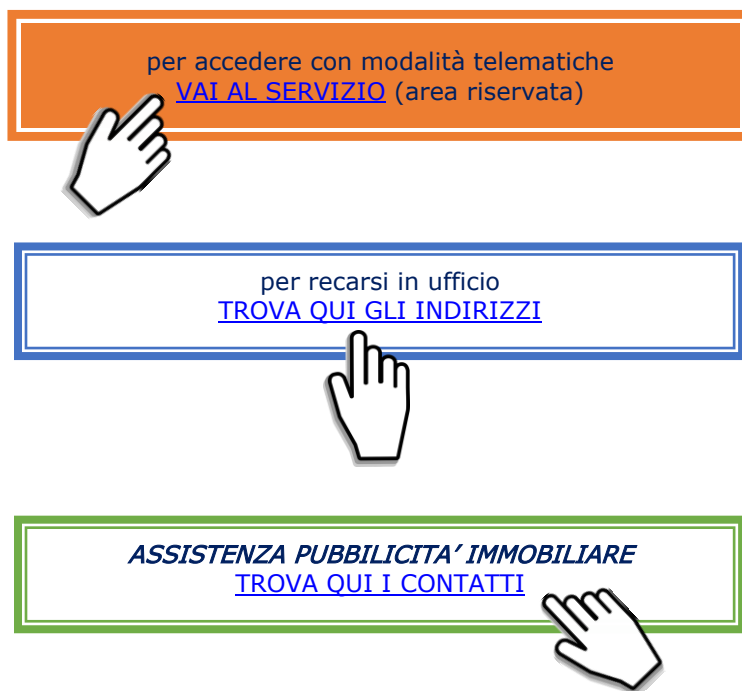 per accedere con modalità telematiche
VAI AL SERVIZIO (area riservata)
per recarsi in ufficio
TROVA QUI GLI INDIRIZZI
ASSISTENZA PUBBILICITA’ IMMOBILIARE
TROVA QUI I CONTATTI